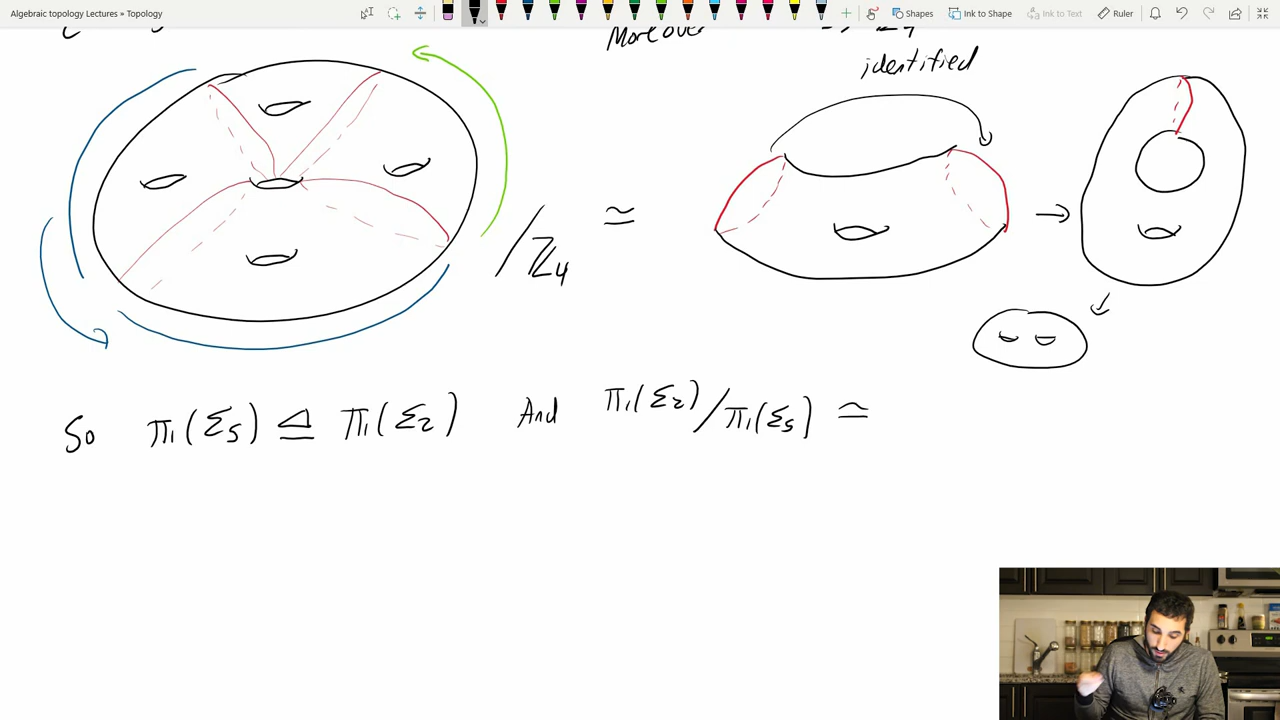 Algebraic topology Lectures » Topology
Shapes Ink to Shape Ink to Text Ruler
Moreover
identified
/ℤ₄ ≃
So π₁(Σ₅) ⊴ π₁(Σ₂) And π₁(Σ₂)/π₁(Σ₅) ≃